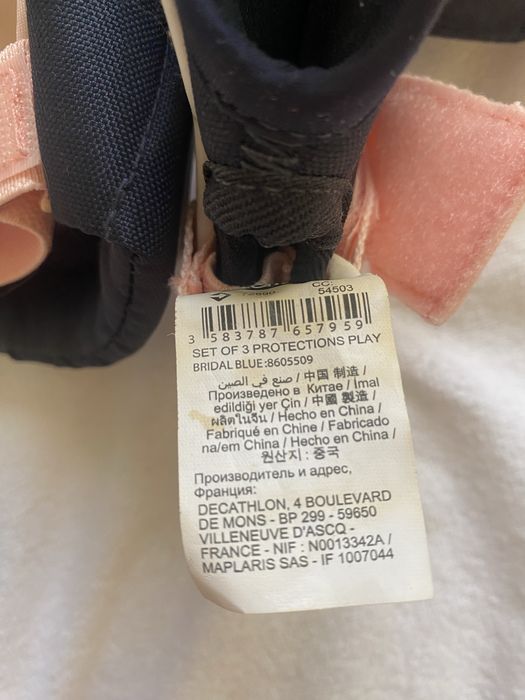 CC:
54503
3 583787 657959
SET OF 3 PROTECTIONS PLAY
BRIDAL BLUE:8605509
صنع في الصين / 中国 制造 /
Произведено в Китае / İmal
edildiği yer Çin / 中國 製造 /
ผลิตในจีน / Hecho en China /
Fabriqué en Chine / Fabricado
na/em China / Hecho en China /
원산지 : 중국
Производитель и адрес,
Франция:
DECATHLON, 4 BOULEVARD
DE MONS - BP 299 - 59650
VILLENEUVE D'ASCQ -
FRANCE - NIF : N0013342A /
MAPLARIS SAS - IF 1007044